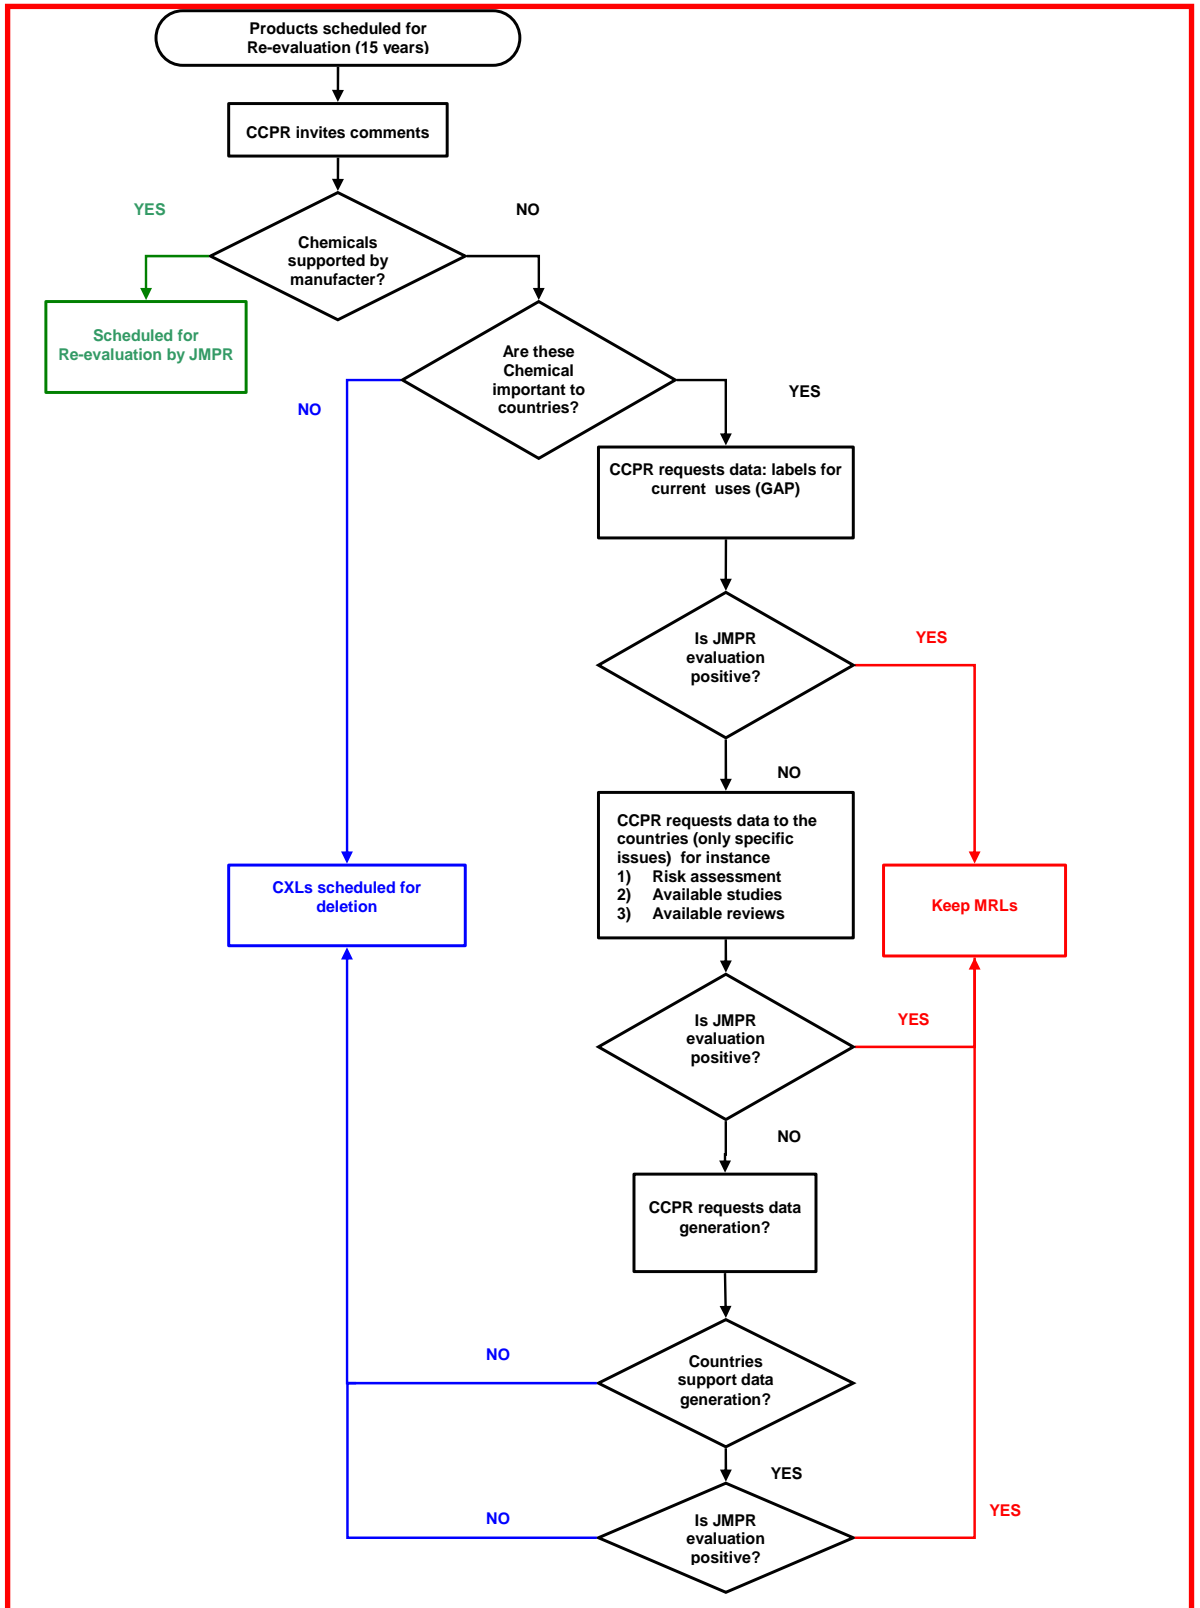 Products scheduled for
Re-evaluation (15 years)
CCPR invites comments
YES
NO
Chemicals
supported by
manufacter?
Scheduled for
Re-evaluation by JMPR
Are these
Chemical
important to
countries?
NO
YES
CCPR requests data: labels for
current uses (GAP)
Is JMPR
evaluation
positive?
YES
NO
CCPR requests data to the
countries (only specific
issues) for instance
1) Risk assessment
2) Available studies
3) Available reviews
CXLs scheduled for
deletion
Keep MRLs
Is JMPR
evaluation
positive?
YES
NO
CCPR requests data
generation?
NO
Countries
support data
generation?
YES
NO
YES
Is JMPR
evaluation
positive?